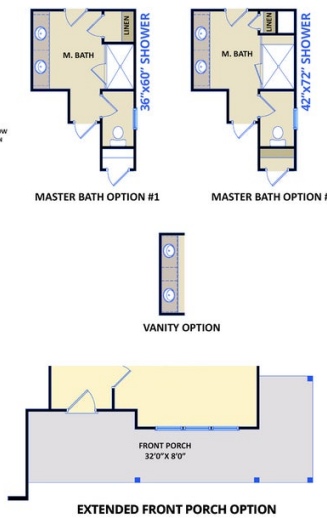 LINEN
M. BATH
36"x60" SHOWER
LINEN
M. BATH
42"x72" SHOWER
MASTER BATH OPTION #1
MASTER BATH OPTION #
VANITY OPTION
FRONT PORCH
32'0"X 8'0"
EXTENDED FRONT PORCH OPTION